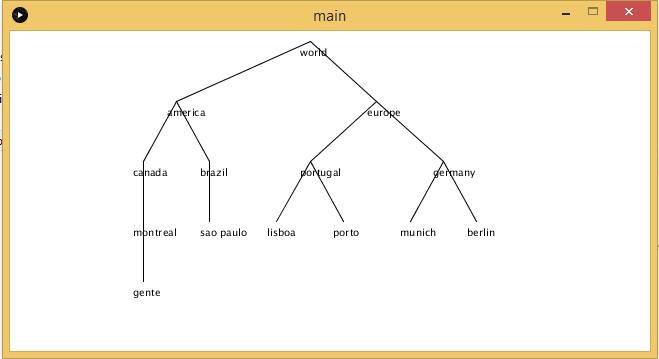 main
world
america europe
canada brazil portugal germany
montreal sao paulo lisboa porto munich berlin
gente